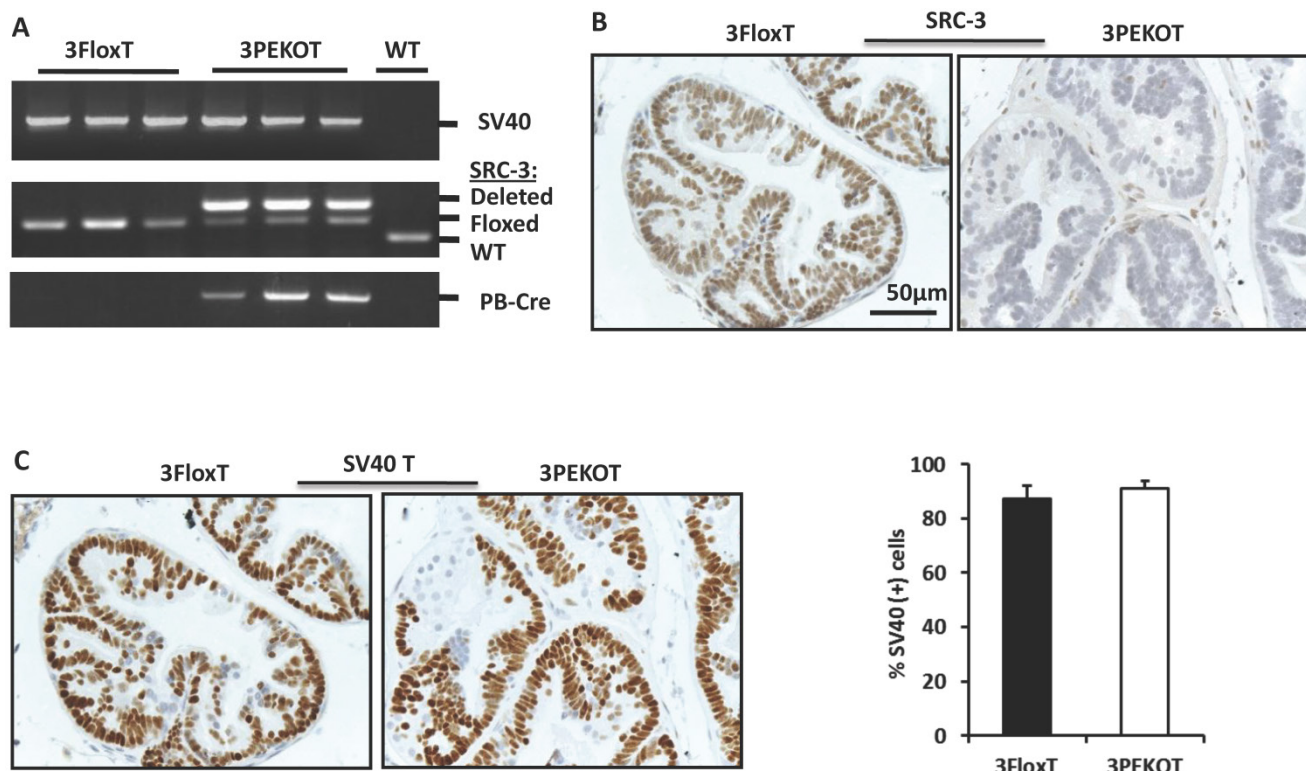 A
3FloxT 3PEKOT WT
SV40
SRC-3:
Deleted
Floxed
WT
PB-Cre
B
SRC-3
3FloxT 3PEKOT
50μm
C
3FloxT SV40 T 3PEKOT
% SV40 (+) cells
100
80
60
40
20
0
3FloxT 3PEKOT